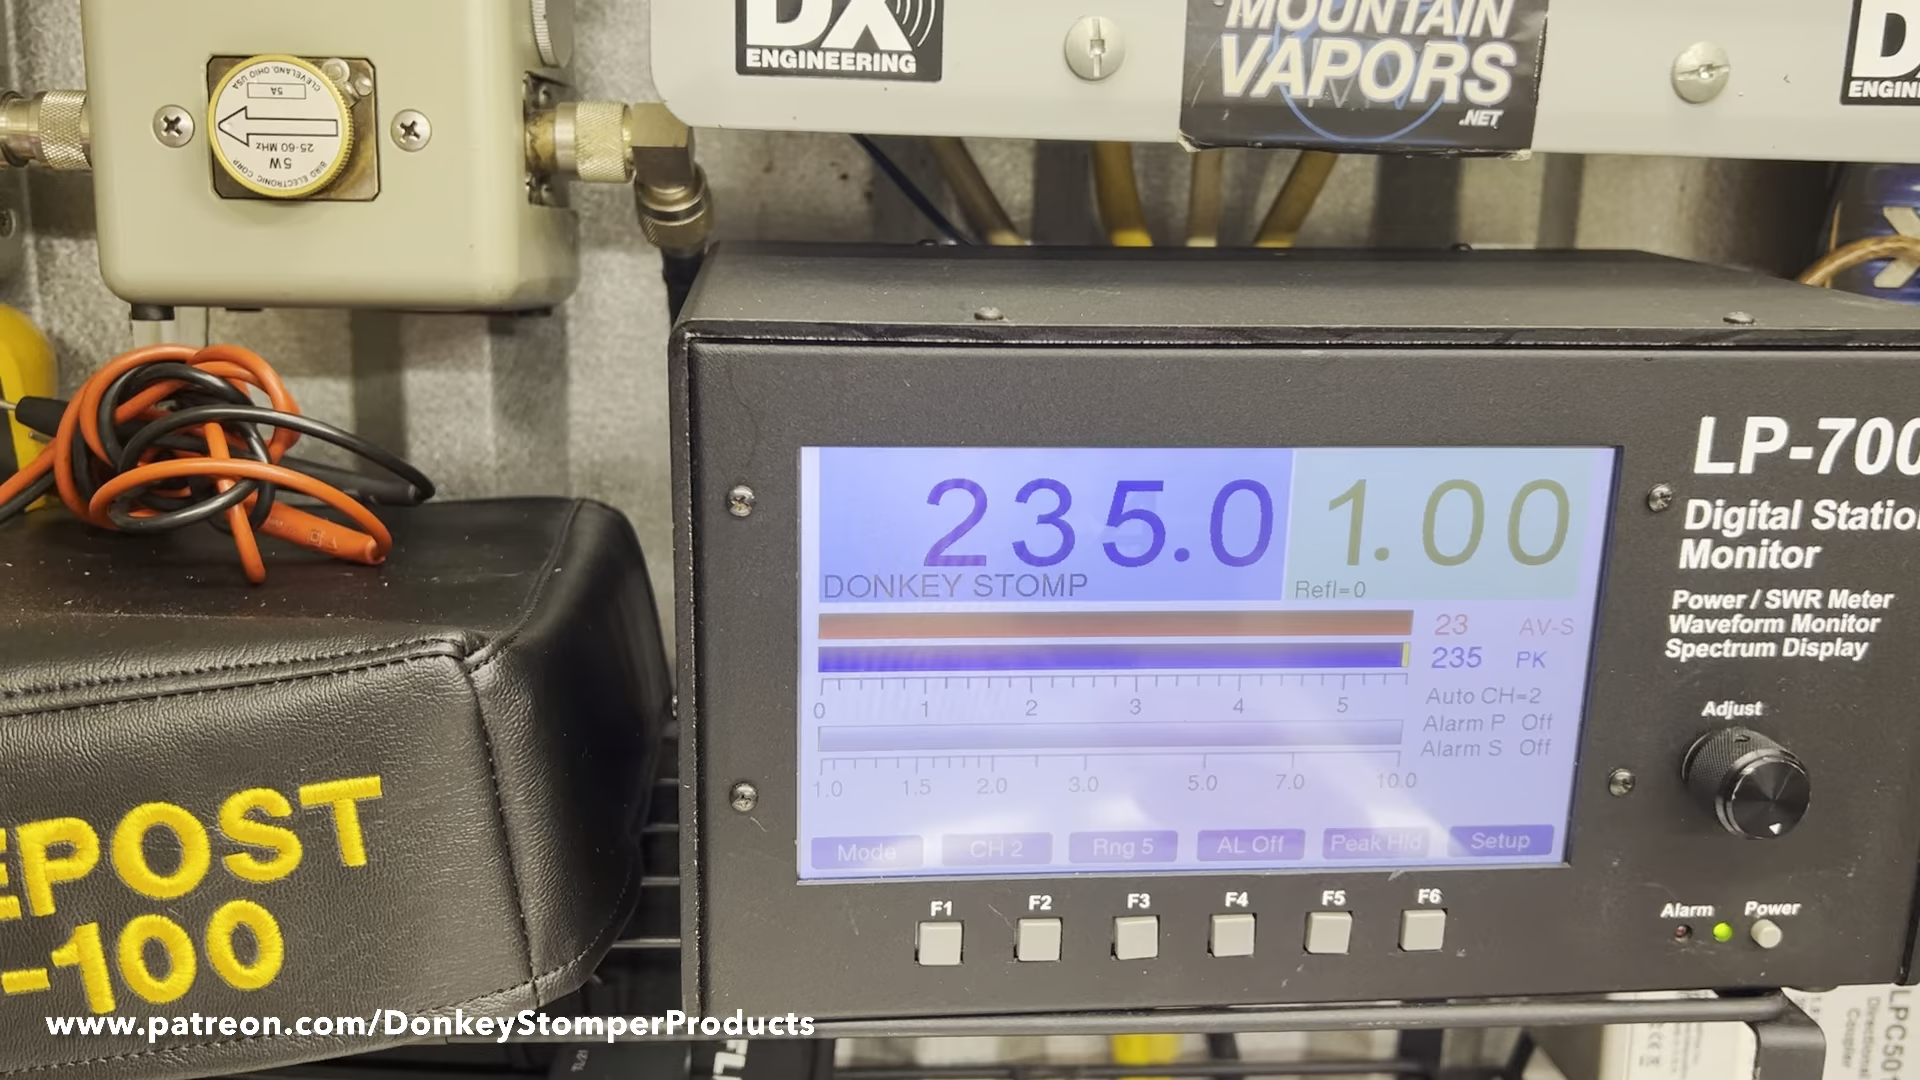 DX
ENGINEERING
MOUNTAIN
VAPORS
.NET
ENGIN
CLEVELAND, OHIO USA
5A
25-60 MHz
5W
BIRD ELECTRONIC CORP
LP-700
Digital Statio
Monitor
Power / SWR Meter
Waveform Monitor
Spectrum Display
235.0 1.00
DONKEY STOMP Refl=0
23 AV-S
235 PK
0 1 2 3 4 5
Auto CH=2
Alarm P Off
Alarm S Off
1.0 1.5 2.0 3.0 5.0 7.0 10.0
Mode CH 2 Rng 5 AL Off Peak Hld Setup
F1 F2 F3 F4 F5 F6
Adjust
Alarm Power
EPOST
-100
www.patreon.com/DonkeyStomperProducts
LPC50
Directional
Coupler